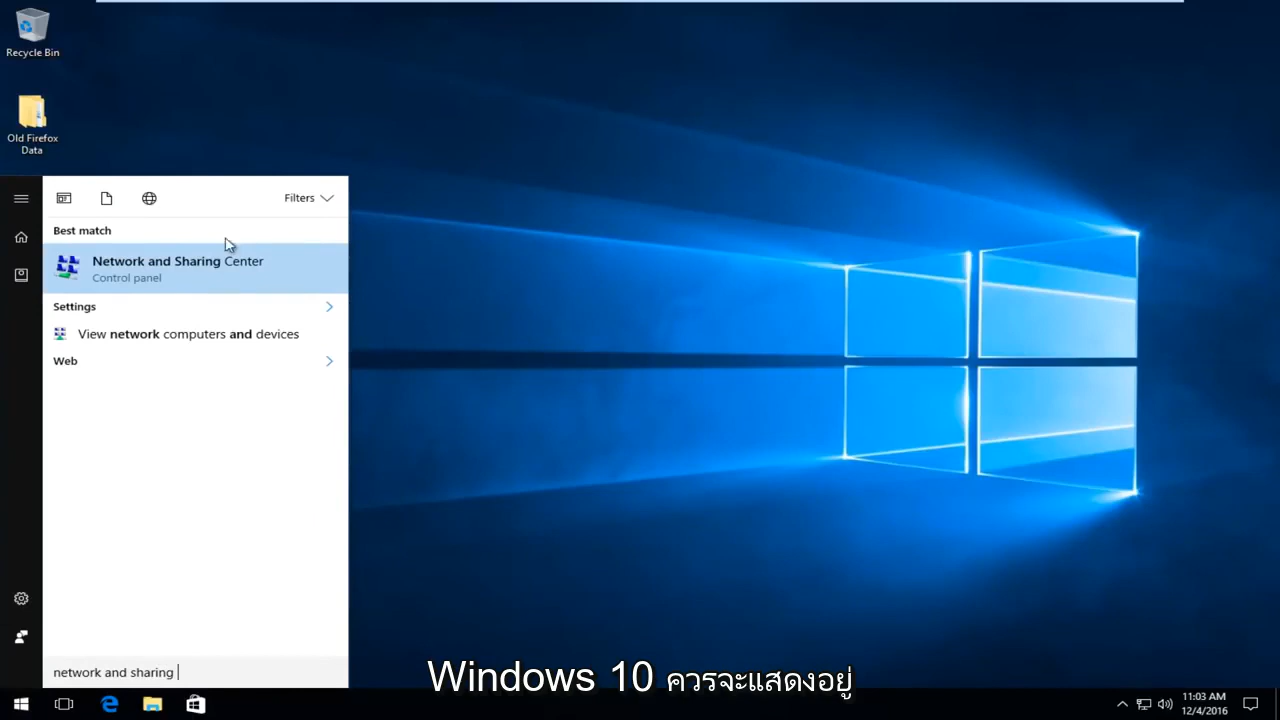 Recycle Bin
Old Firefox
Data
Filters
Best match
Network and Sharing Center
Control panel
Settings
View network computers and devices
Web
network and sharing
Windows 10 ควรจะแสดงอยู่
11:03 AM
12/4/2016